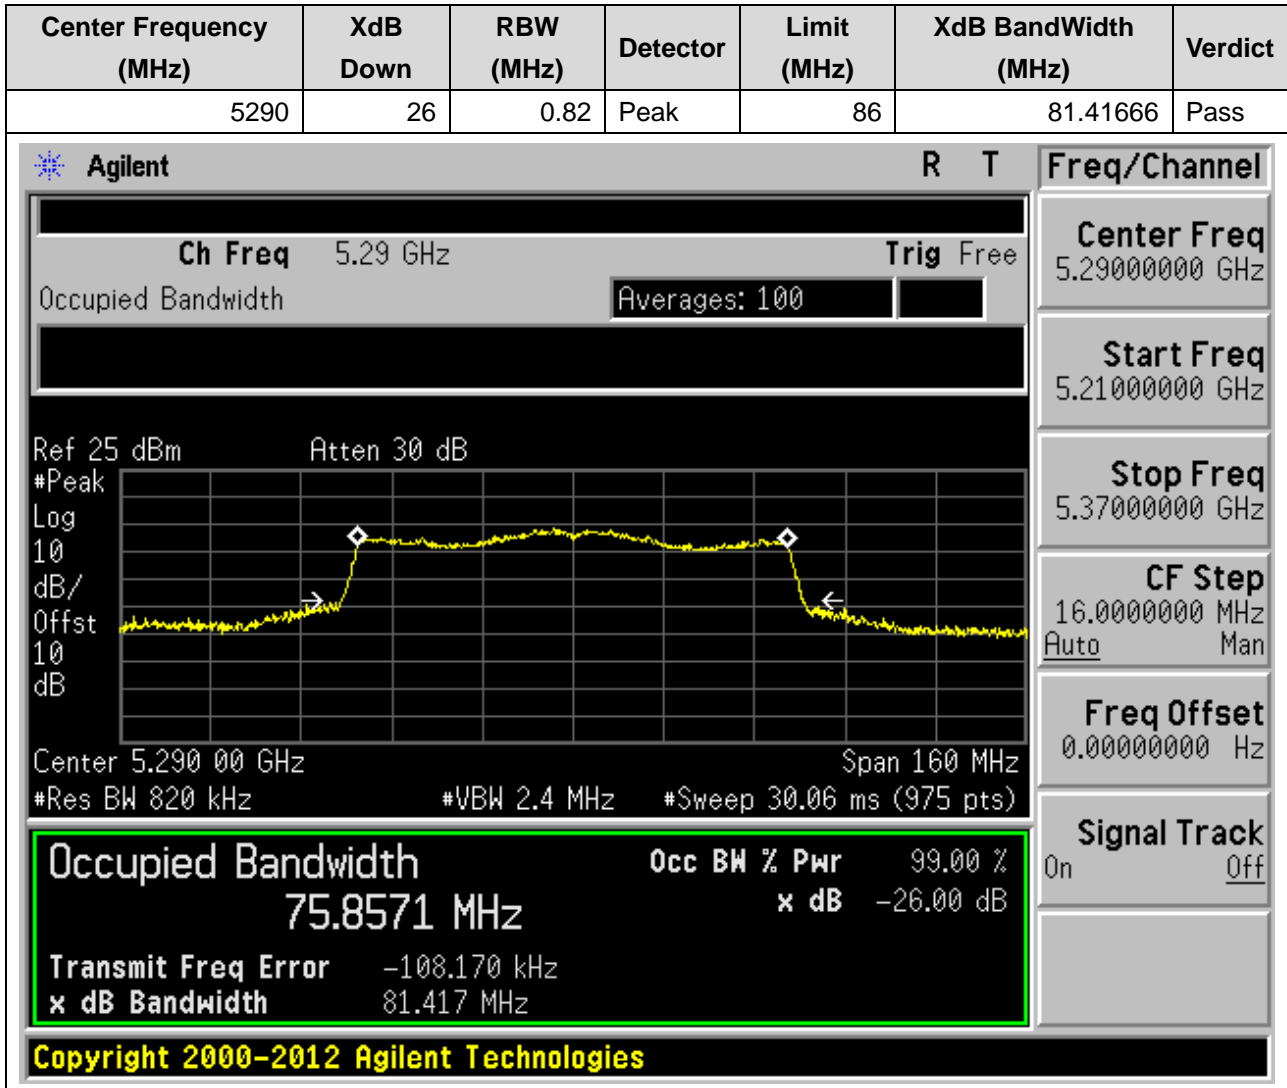 Center Frequency (MHz) XdB Down RBW (MHz) Detector Limit (MHz) XdB BandWidth (MHz) Verdict
5290 26 0.82 Peak 86 81.41666 Pass
Agilent R T Freq/Channel
Ch Freq 5.29 GHz Trig Free
Occupied Bandwidth Averages: 100
Center Freq
5.29000000 GHz
Start Freq
5.21000000 GHz
Stop Freq
5.37000000 GHz
CF Step
16.0000000 MHz
Auto Man
Freq Offset
0.00000000 Hz
Signal Track
On Off
Ref 25 dBm Atten 30 dB
#Peak
Log
10
dB/
Offst
10
dB
Center 5.290 00 GHz Span 160 MHz
#Res BW 820 kHz #VBW 2.4 MHz #Sweep 30.06 ms (975 pts)
Occupied Bandwidth Occ BW % Pwr 99.00 %
75.8571 MHz x dB -26.00 dB
Transmit Freq Error -108.170 kHz
x dB Bandwidth 81.417 MHz
Copyright 2000-2012 Agilent Technologies